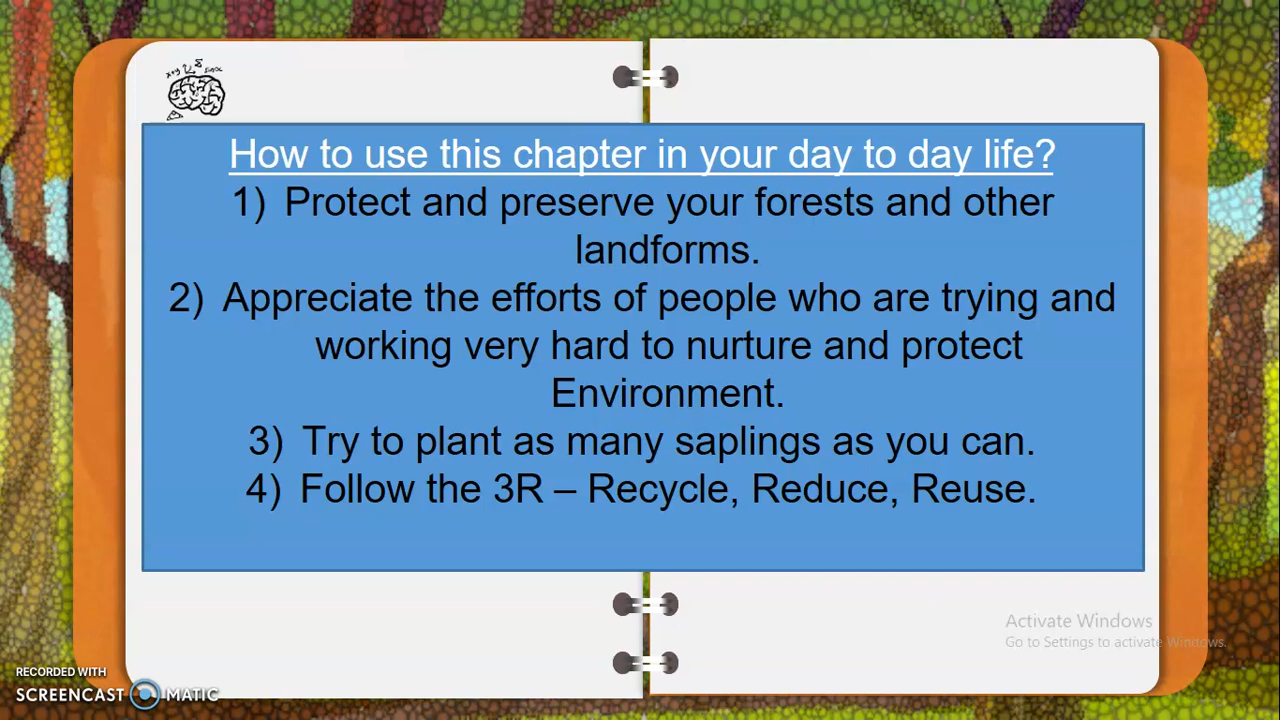 How to use this chapter in your day to day life?
1) Protect and preserve your forests and other
landforms.
2) Appreciate the efforts of people who are trying and
working very hard to nurture and protect
Environment.
3) Try to plant as many saplings as you can.
4) Follow the 3R – Recycle, Reduce, Reuse.
Activate Windows
Go to Settings to activate Windows.
RECORDED WITH
SCREENCAST MATIC